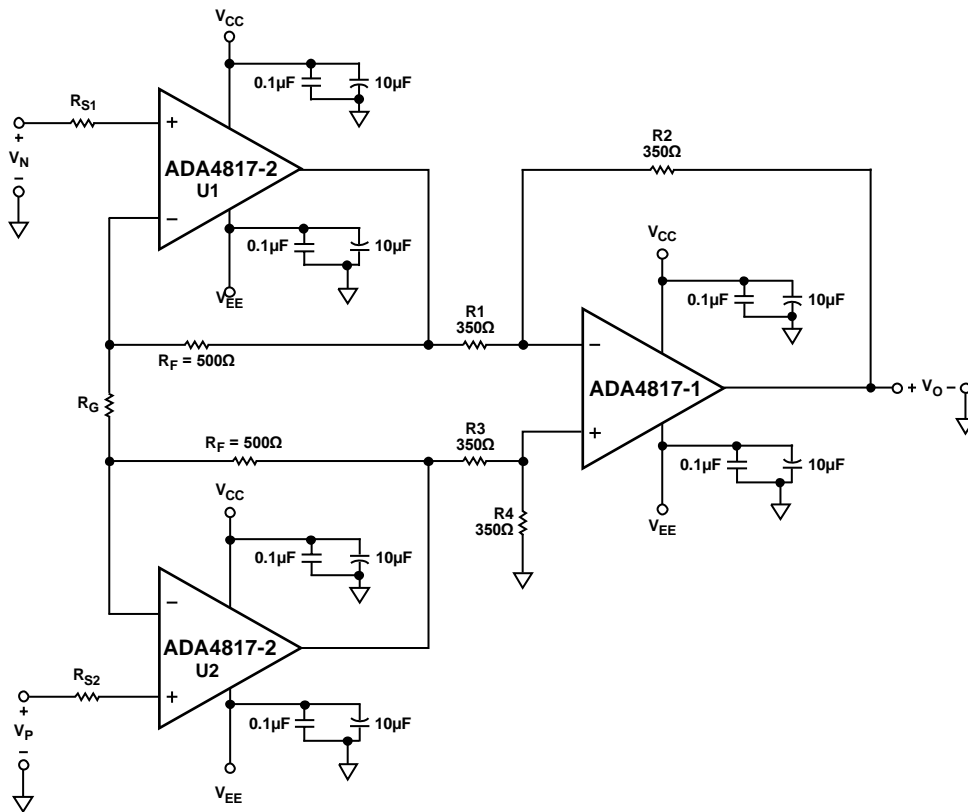 VCC
0.1µF
10µF
RS1
+
VN
−
+
ADA4817-2
U1
−
R2
350Ω
0.1µF
10µF
VEE
VCC
0.1µF
10µF
R1
350Ω
RF = 500Ω
−
ADA4817-1
+
+ VO −
RG
RF = 500Ω
R3
350Ω
0.1µF
10µF
VCC
R4
350Ω
VEE
0.1µF
10µF
−
ADA4817-2
U2
+
RS2
+
VP
−
0.1µF
10µF
VEE